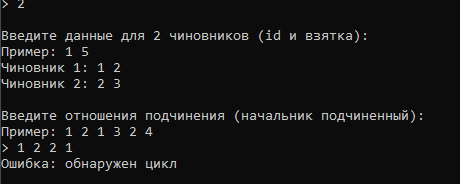 > 2
Введите данные для 2 чиновников (id и взятка):
Пример: 1 5
Чиновник 1: 1 2
Чиновник 2: 2 3
Введите отношения подчинения (начальник подчиненный):
Пример: 1 2 1 3 2 4
> 1 2 2 1
Ошибка: обнаружен цикл